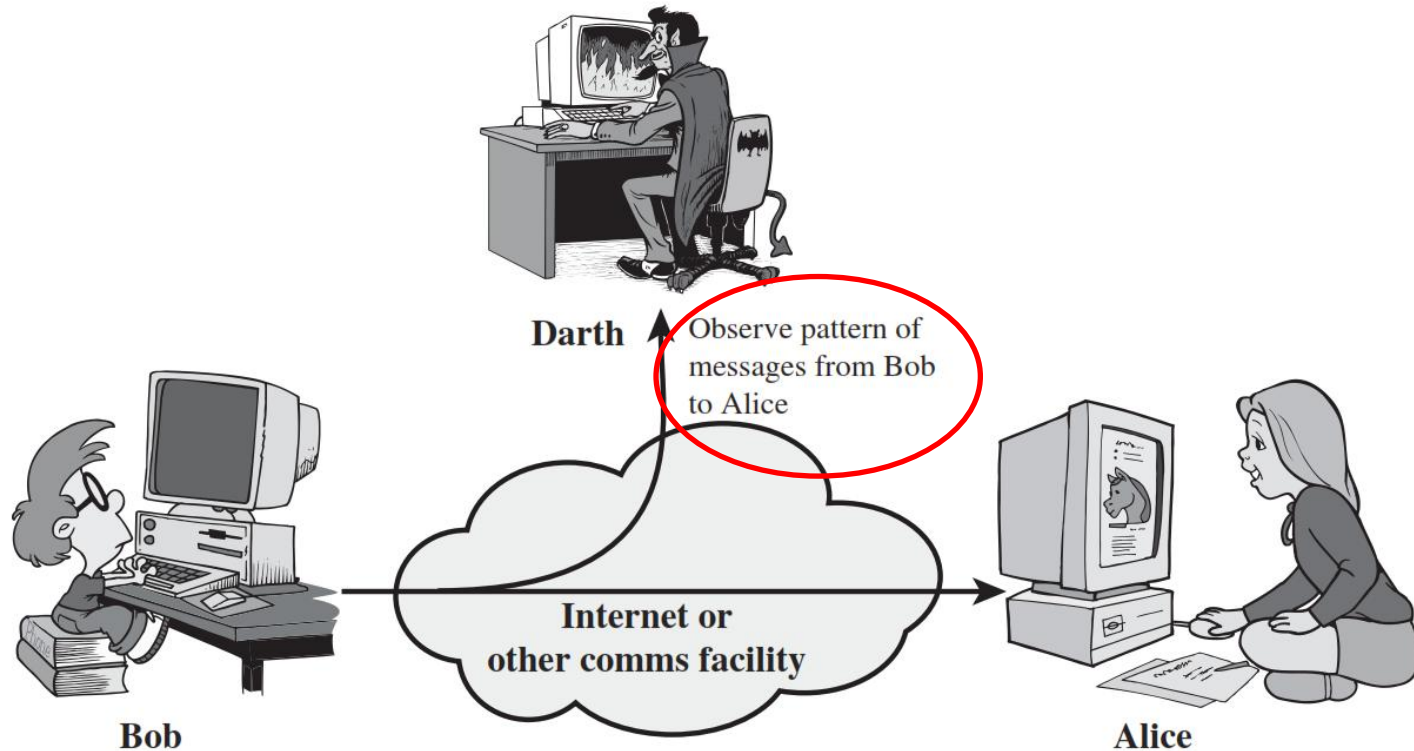 Darth
Observe pattern of
messages from Bob
to Alice
Internet or
other comms facility
Bob
Alice